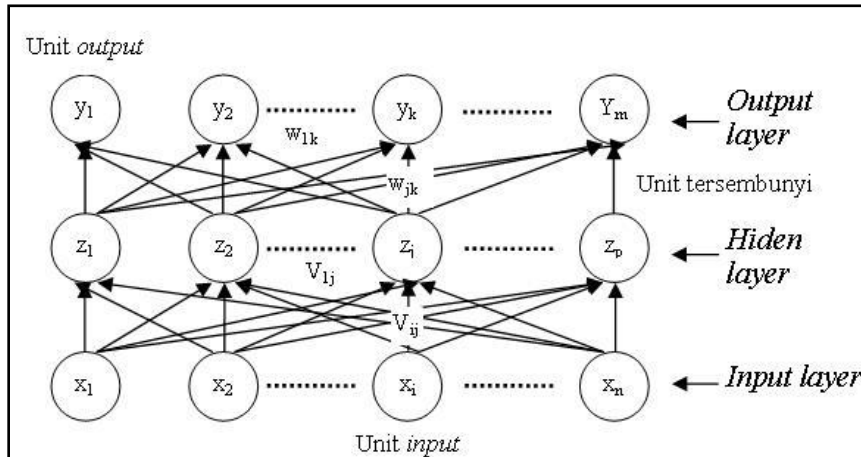 Unit output
y₁ y₂ yₖ Yₘ
Output layer
w₁ₖ
wⱼₖ
Unit tersembunyi
z₁ z₂ zⱼ zₚ
Hiden layer
V₁ⱼ
Vᵢⱼ
x₁ x₂ xᵢ xₙ
Input layer
Unit input